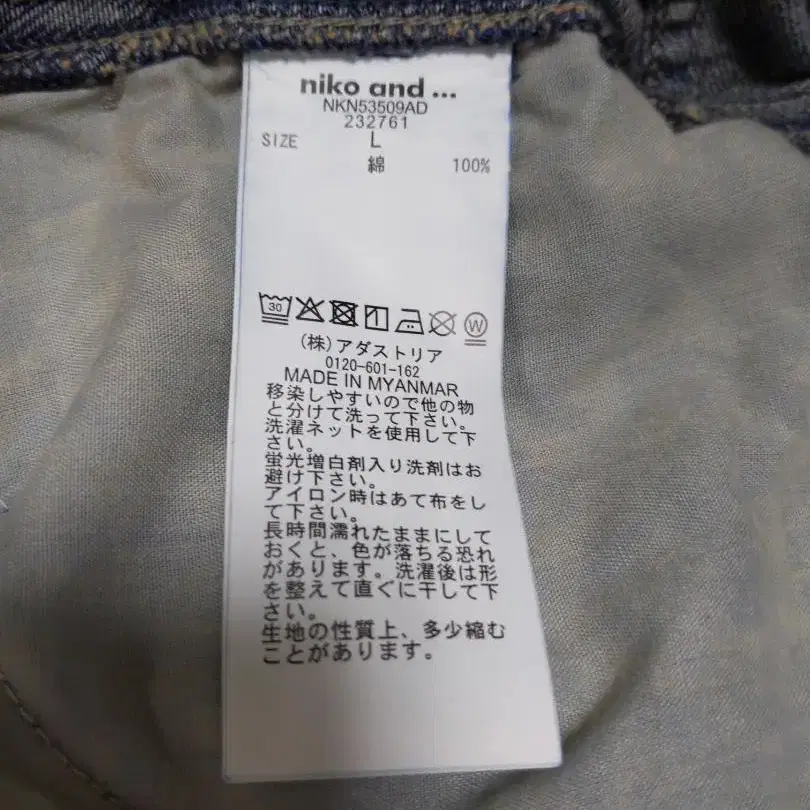 niko and ...
NKN53509AD
232761
SIZE L
綿 100%
30 W
(株)アダストリア
0120-601-162
MADE IN MYANMAR
移染しやすいので他の物
と分けて洗って下さい。
洗濯ネットを使用して下
さい。
蛍光増白剤入り洗剤はお
避け下さい。
アイロン時はあて布をし
て下さい。
長時間濡れたままにして
おくと、色が落ちる恐れ
があります。洗濯後は形
を整えて直ぐに干して下
さい。
生地の性質上、多少縮む
ことがあります。